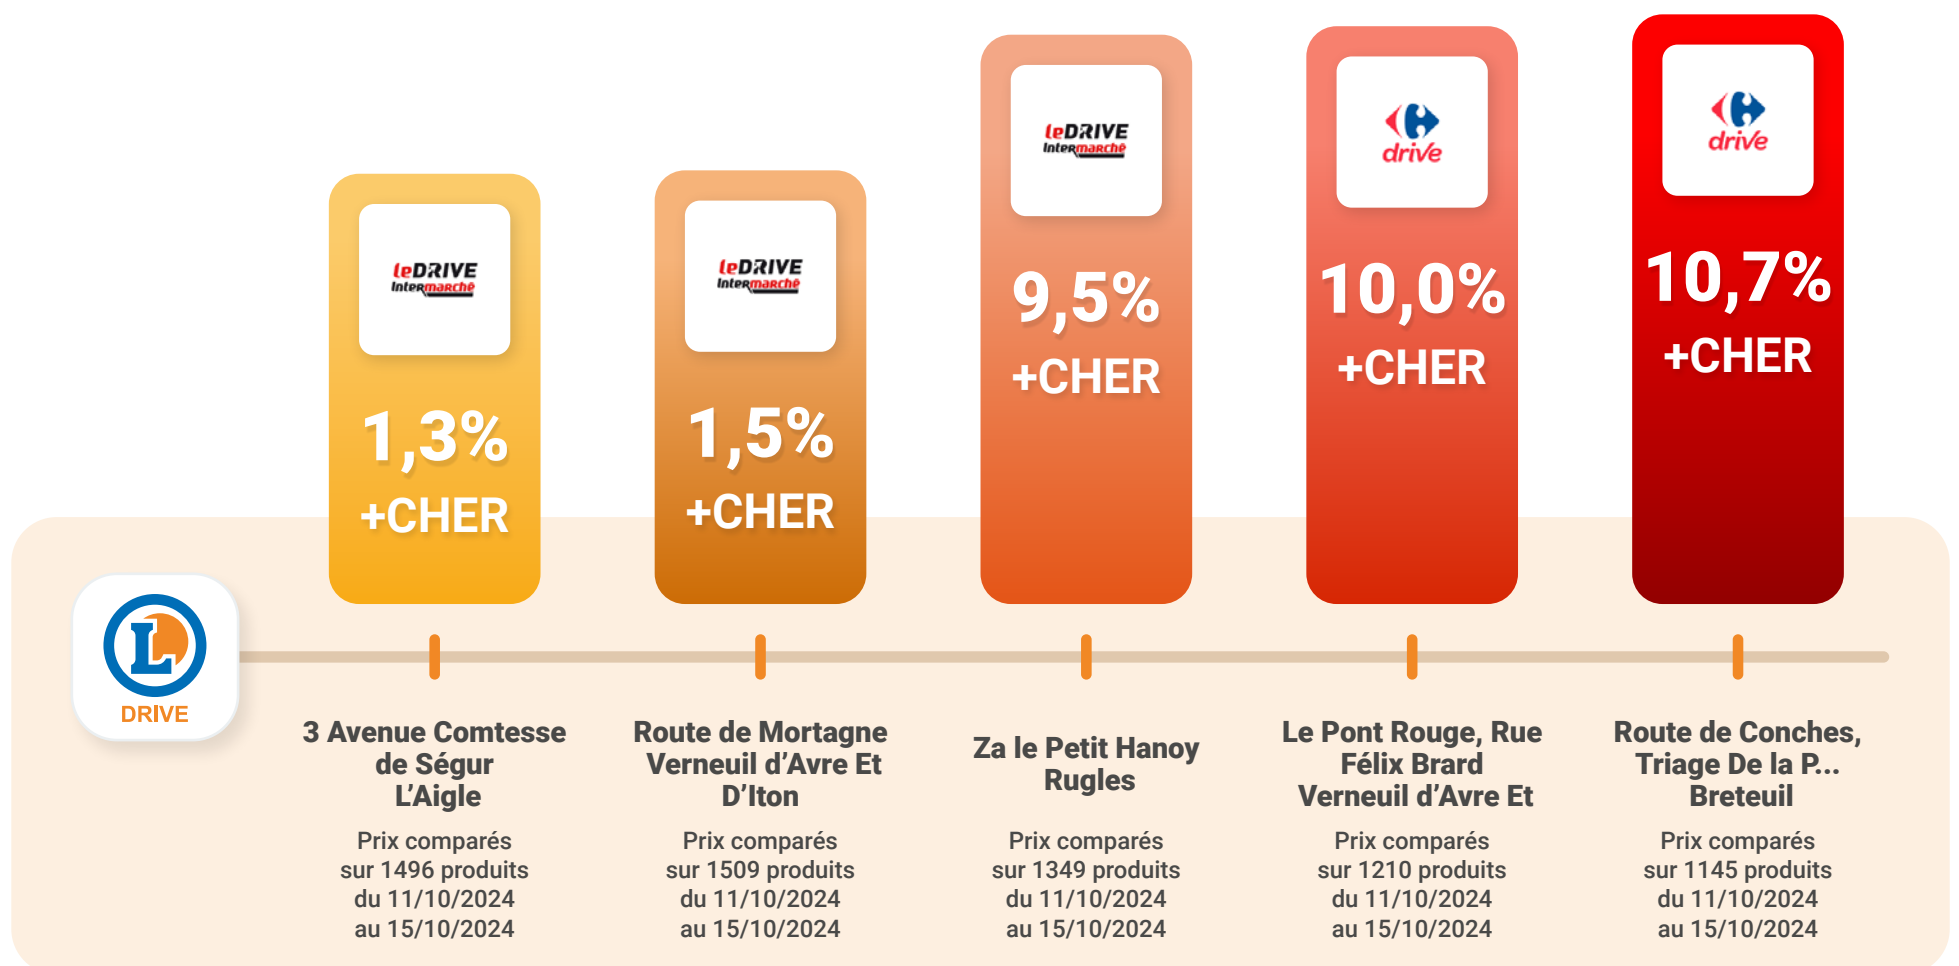 leDRIVE
Intermarché
1,3%
+CHER
leDRIVE
Intermarché
1,5%
+CHER
leDRIVE
Intermarché
9,5%
+CHER
drive
10,0%
+CHER
drive
10,7%
+CHER
L
DRIVE
3 Avenue Comtesse
de Ségur
L’Aigle
Prix comparés
sur 1496 produits
du 11/10/2024
au 15/10/2024
Route de Mortagne
Verneuil d’Avre Et
D’Iton
Prix comparés
sur 1509 produits
du 11/10/2024
au 15/10/2024
Za le Petit Hanoy
Rugles
Prix comparés
sur 1349 produits
du 11/10/2024
au 15/10/2024
Le Pont Rouge, Rue
Félix Brard
Verneuil d’Avre Et
Prix comparés
sur 1210 produits
du 11/10/2024
au 15/10/2024
Route de Conches,
Triage De la P...
Breteuil
Prix comparés
sur 1145 produits
du 11/10/2024
au 15/10/2024